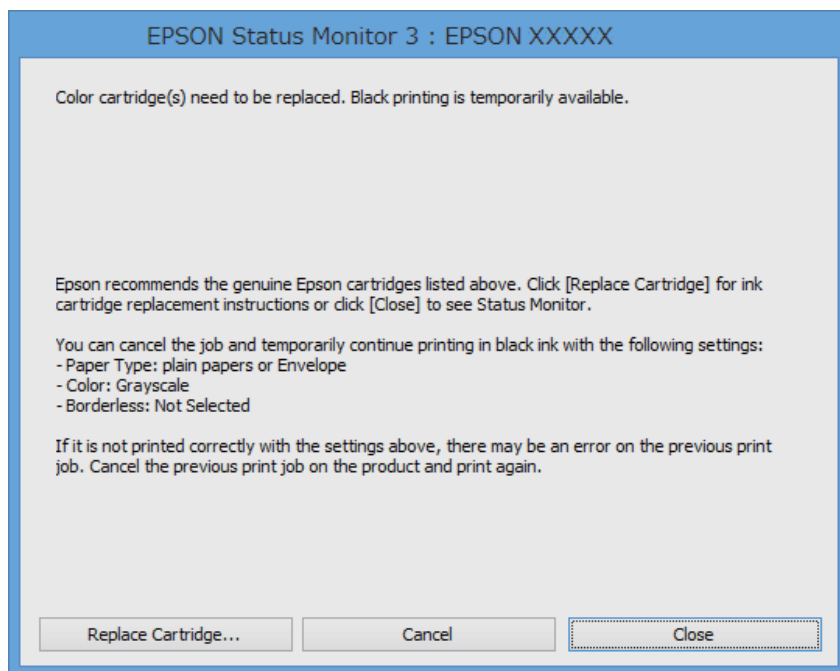 EPSON Status Monitor 3 : EPSON XXXXX
Color cartridge(s) need to be replaced. Black printing is temporarily available.
Epson recommends the genuine Epson cartridges listed above. Click [Replace Cartridge] for ink
cartridge replacement instructions or click [Close] to see Status Monitor.
You can cancel the job and temporarily continue printing in black ink with the following settings:
- Paper Type: plain papers or Envelope
- Color: Grayscale
- Borderless: Not Selected
If it is not printed correctly with the settings above, there may be an error on the previous print
job. Cancel the previous print job on the product and print again.
Replace Cartridge... Cancel Close